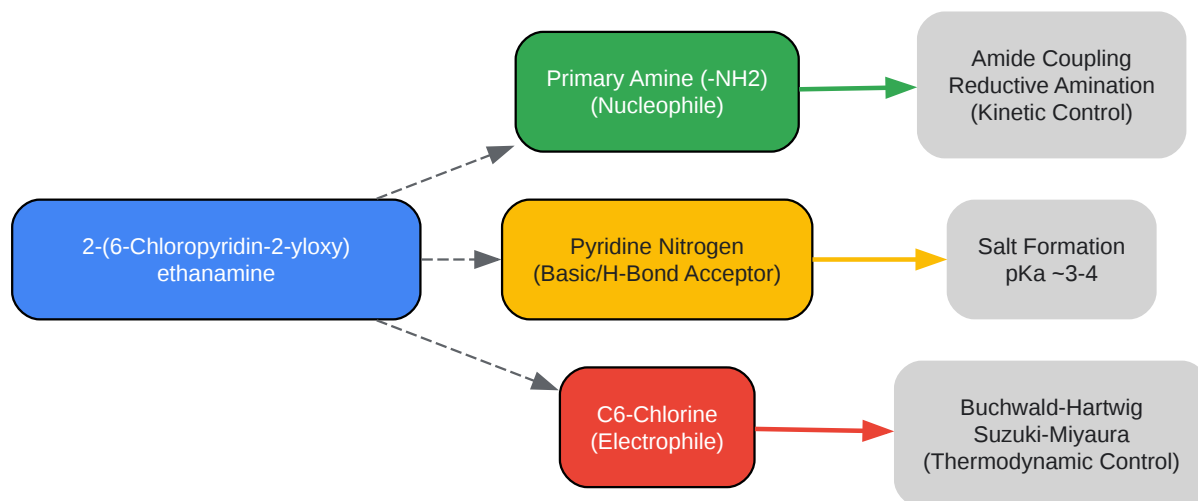 2-(6-Chloropyridin-2-yloxy)
ethanamine
Primary Amine (-NH2)
(Nucleophile)
Amide Coupling
Reductive Amination
(Kinetic Control)
Pyridine Nitrogen
(Basic/H-Bond Acceptor)
Salt Formation
pKa ~3-4
C6-Chlorine
(Electrophile)
Buchwald-Hartwig
Suzuki-Miyaura
(Thermodynamic Control)